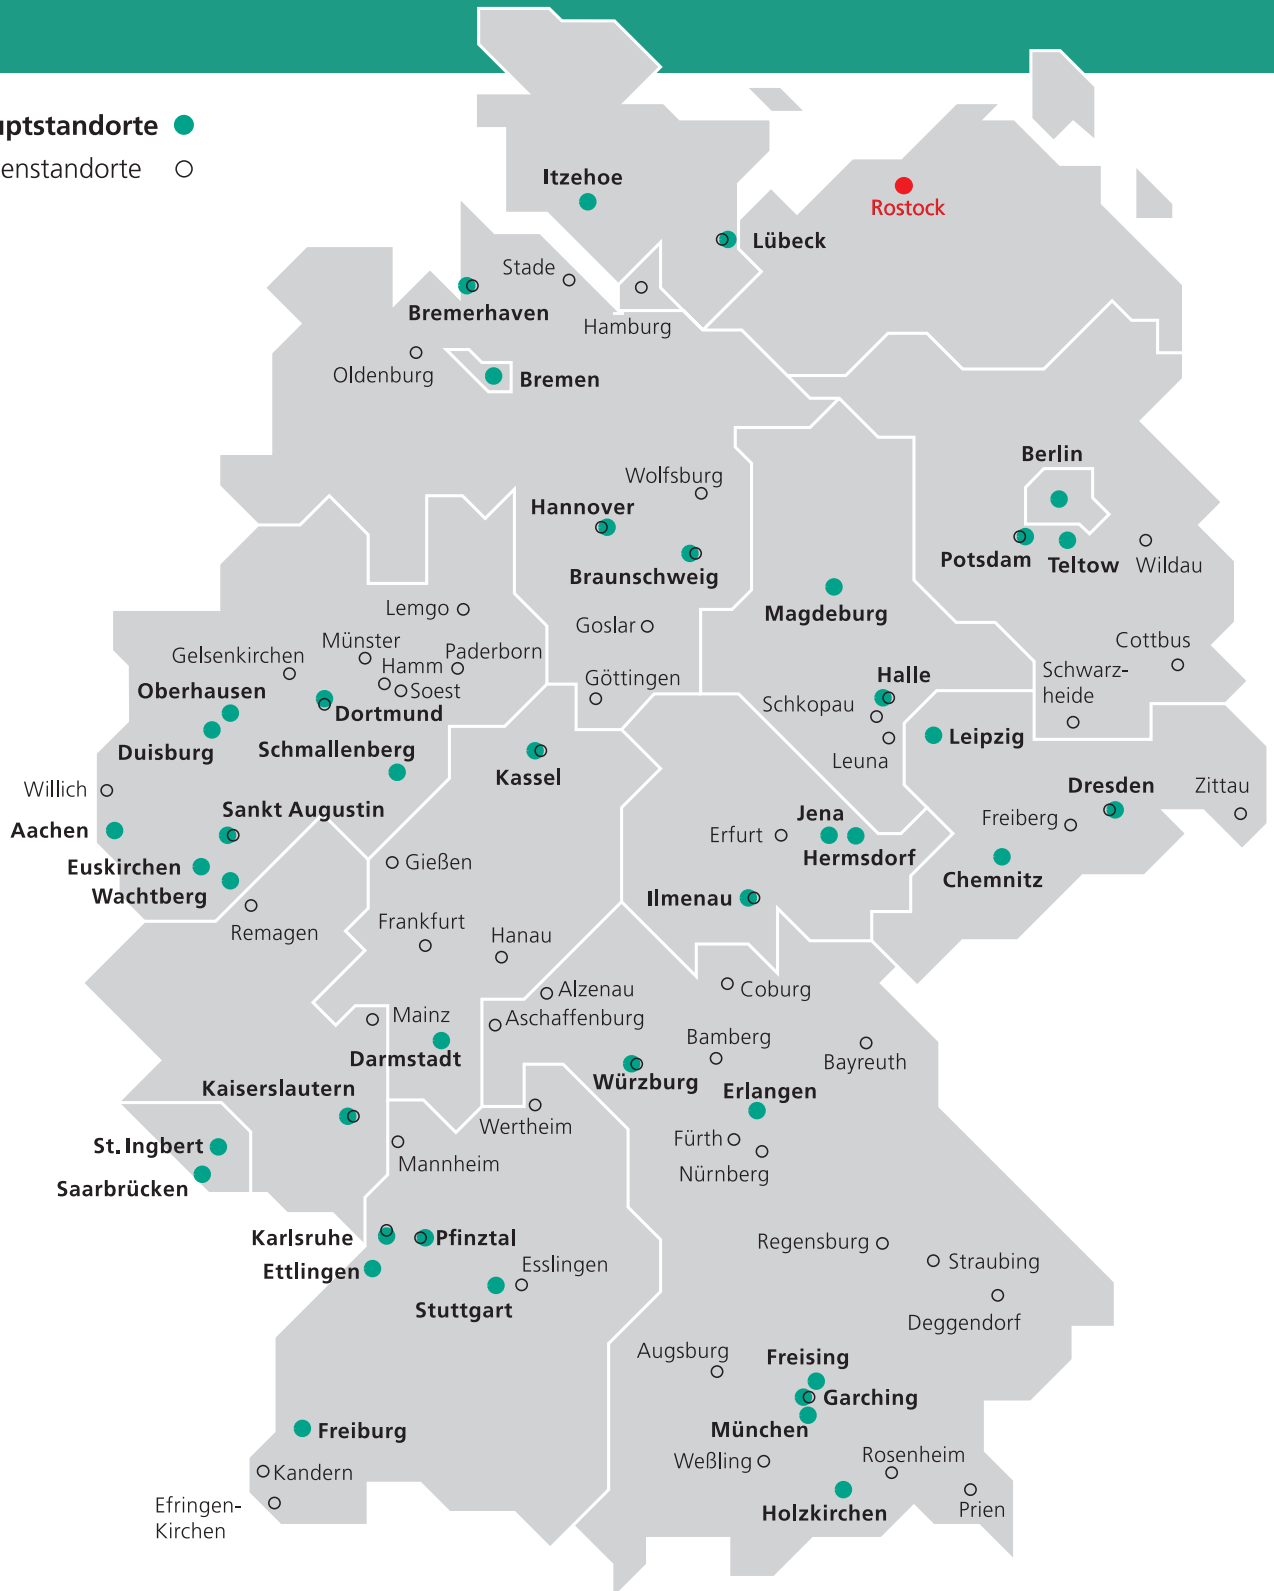 uptstandorte
enstandorte
Itzehoe
Rostock
Lübeck
Stade
Bremerhaven
Hamburg
Oldenburg
Bremen
Berlin
Wolfsburg
Hannover
Potsdam
Teltow
Wildau
Braunschweig
Magdeburg
Lemgo
Goslar
Münster
Cottbus
Gelsenkirchen
Hamm
Paderborn
Schwarz-
heide
Oberhausen
Soest
Göttingen
Halle
Schkopau
Dortmund
Duisburg
Schmallenberg
Leipzig
Leuna
Kassel
Willich
Dresden
Zittau
Sankt Augustin
Jena
Freiberg
Aachen
Erfurt
Hermsdorf
Euskirchen
Gießen
Chemnitz
Wachtberg
Ilmenau
Remagen
Frankfurt
Hanau
Alzenau
Coburg
Mainz
Aschaffenburg
Bamberg
Darmstadt
Bayreuth
Würzburg
Kaiserslautern
Erlangen
Wertheim
St. Ingbert
Fürth
Mannheim
Nürnberg
Saarbrücken
Karlsruhe
Pfinztal
Regensburg
Ettlingen
Esslingen
Straubing
Stuttgart
Deggendorf
Augsburg
Freising
Garching
Freiburg
München
Weßling
Rosenheim
Kandern
Holzkirchen
Prien
Efringen-
Kirchen